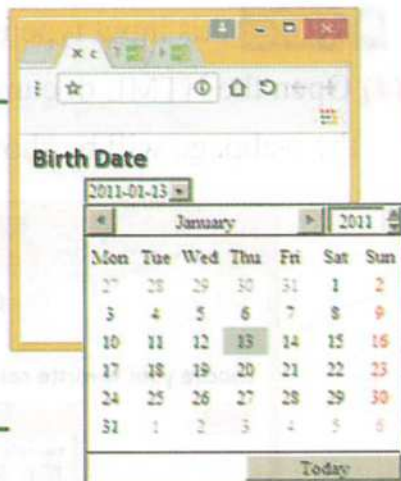 Birth Date
2011-01-13
January 2011
Mon Tue Wed Thu Fri Sat Sun
27 28 29 30 31 1 2
3 4 5 6 7 8 9
10 11 12 13 14 15 16
17 18 19 20 21 22 23
24 25 26 27 28 29 30
31 1 2 3 4 5 6
Today